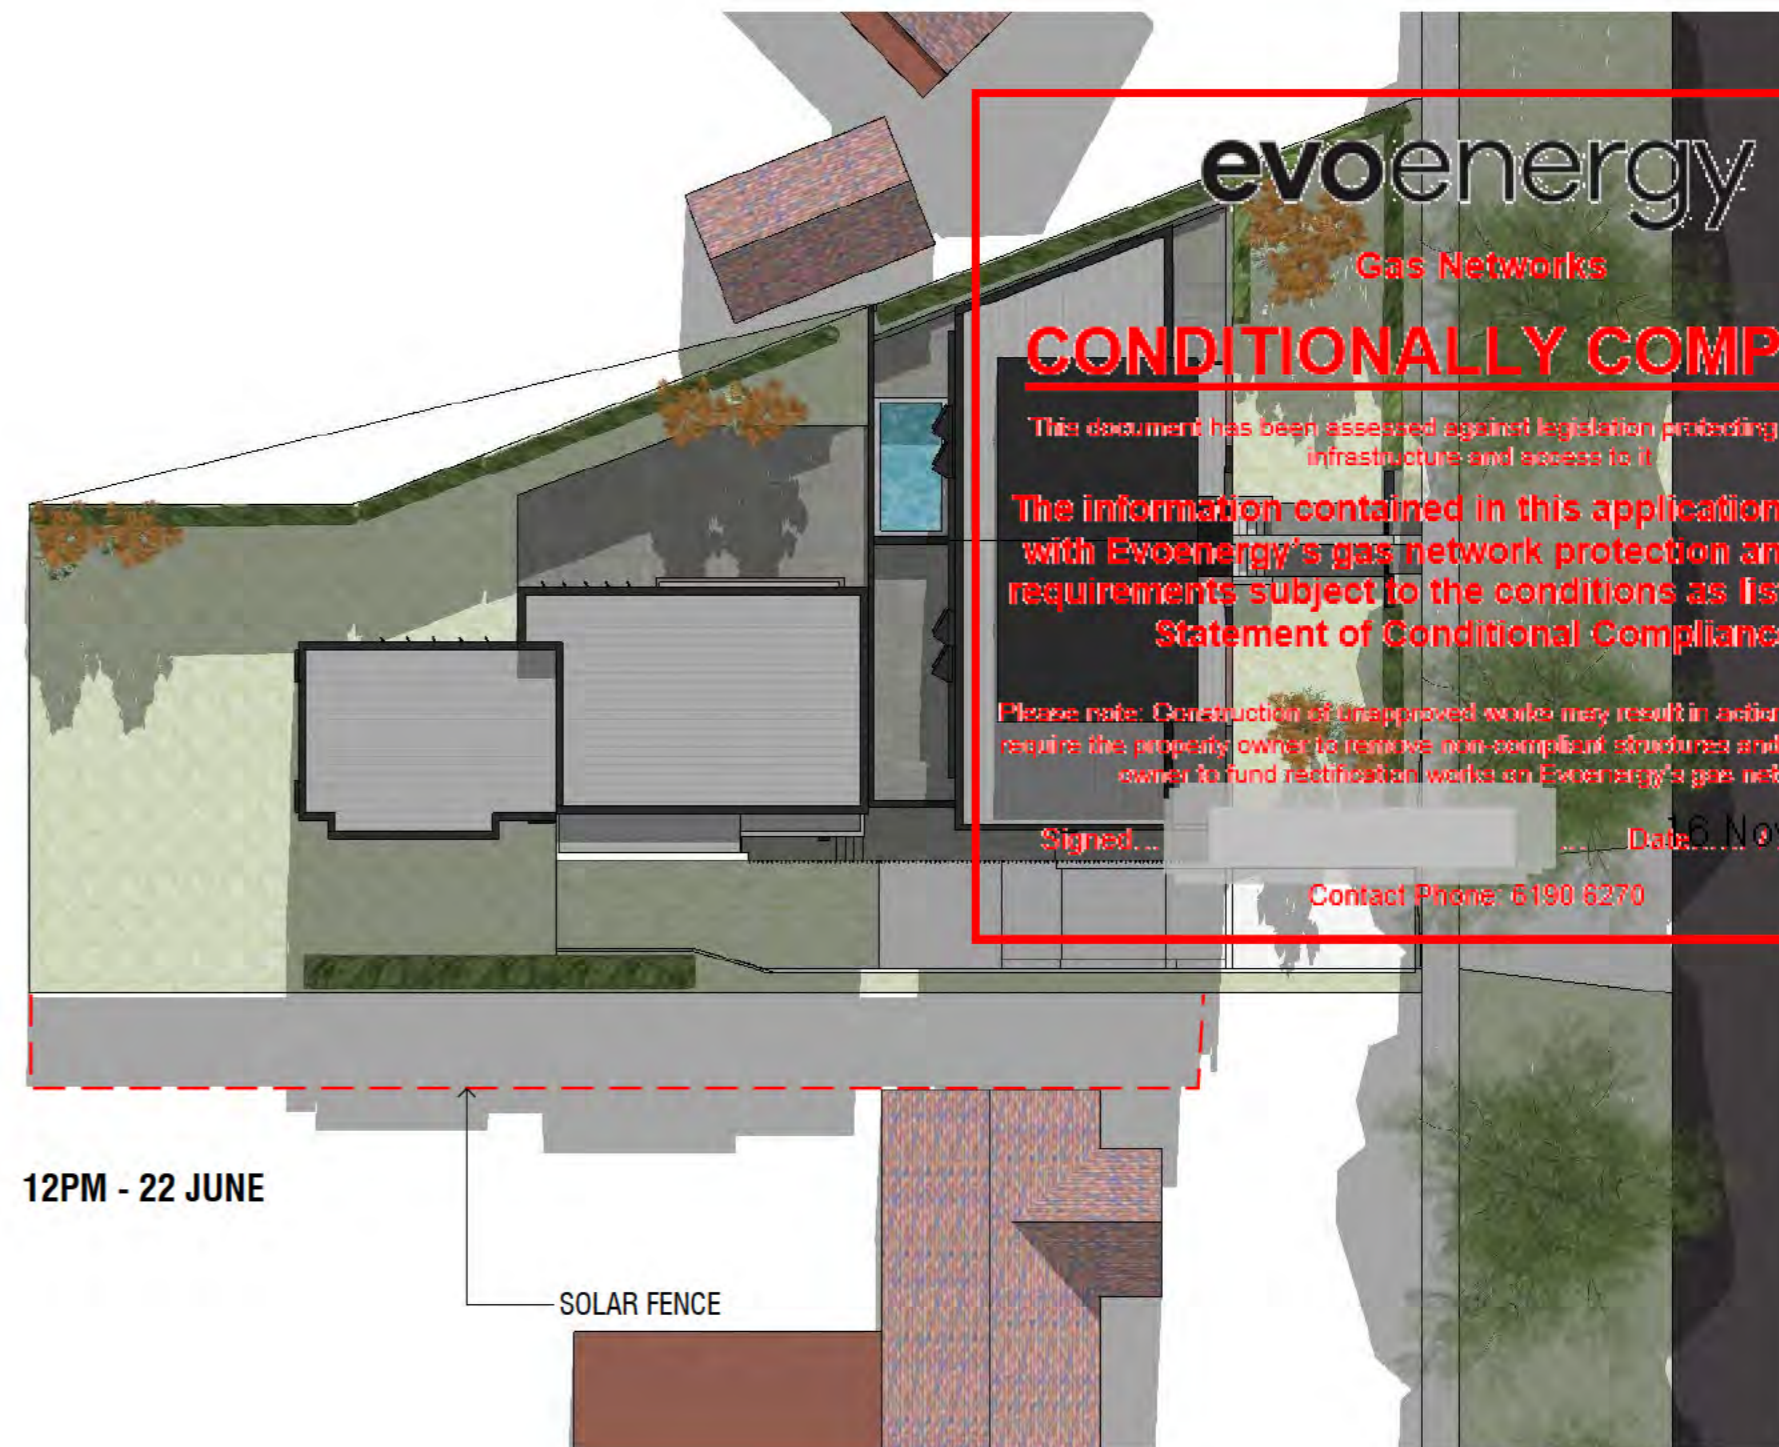 evoenergy
Gas Networks
CONDITIONALLY COMP
This document has been assessed against legislation protecting
infrastructure and access to it
The information contained in this application
with Evoenergy's gas network protection an
requirements subject to the conditions as lis
Statement of Conditional Complianc
Please note: Construction of unapproved works may result in action
require the property owner to remove non-compliant structures and
owner to fund rectification works on Evoenergy's gas net
Signed... ..... Date...... 16 Nov
Contact Phone: 6190 6270
12PM - 22 JUNE
SOLAR FENCE